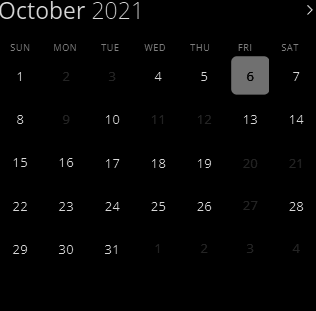 October 2021 >
SUN MON TUE WED THU FRI SAT
1 2 3 4 5 6 7
8 9 10 11 12 13 14
15 16 17 18 19 20 21
22 23 24 25 26 27 28
29 30 31 1 2 3 4